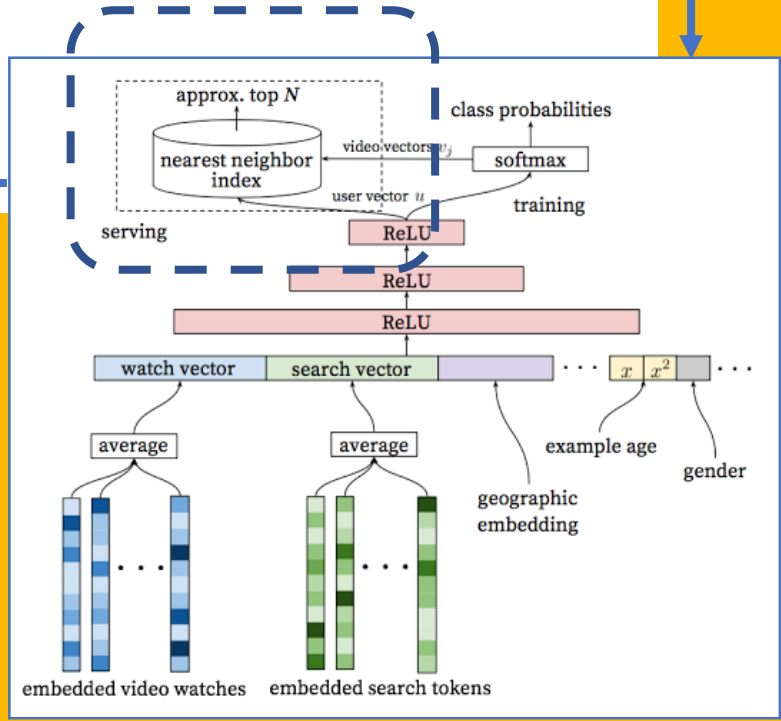 approx. top N
class probabilities
nearest neighbor
index
video vectors v_j
softmax
user vector u
training
serving
ReLU
ReLU
ReLU
watch vector
search vector
...
x
x²
...
average
average
example age
gender
geographic
embedding
...
...
embedded video watches
embedded search tokens